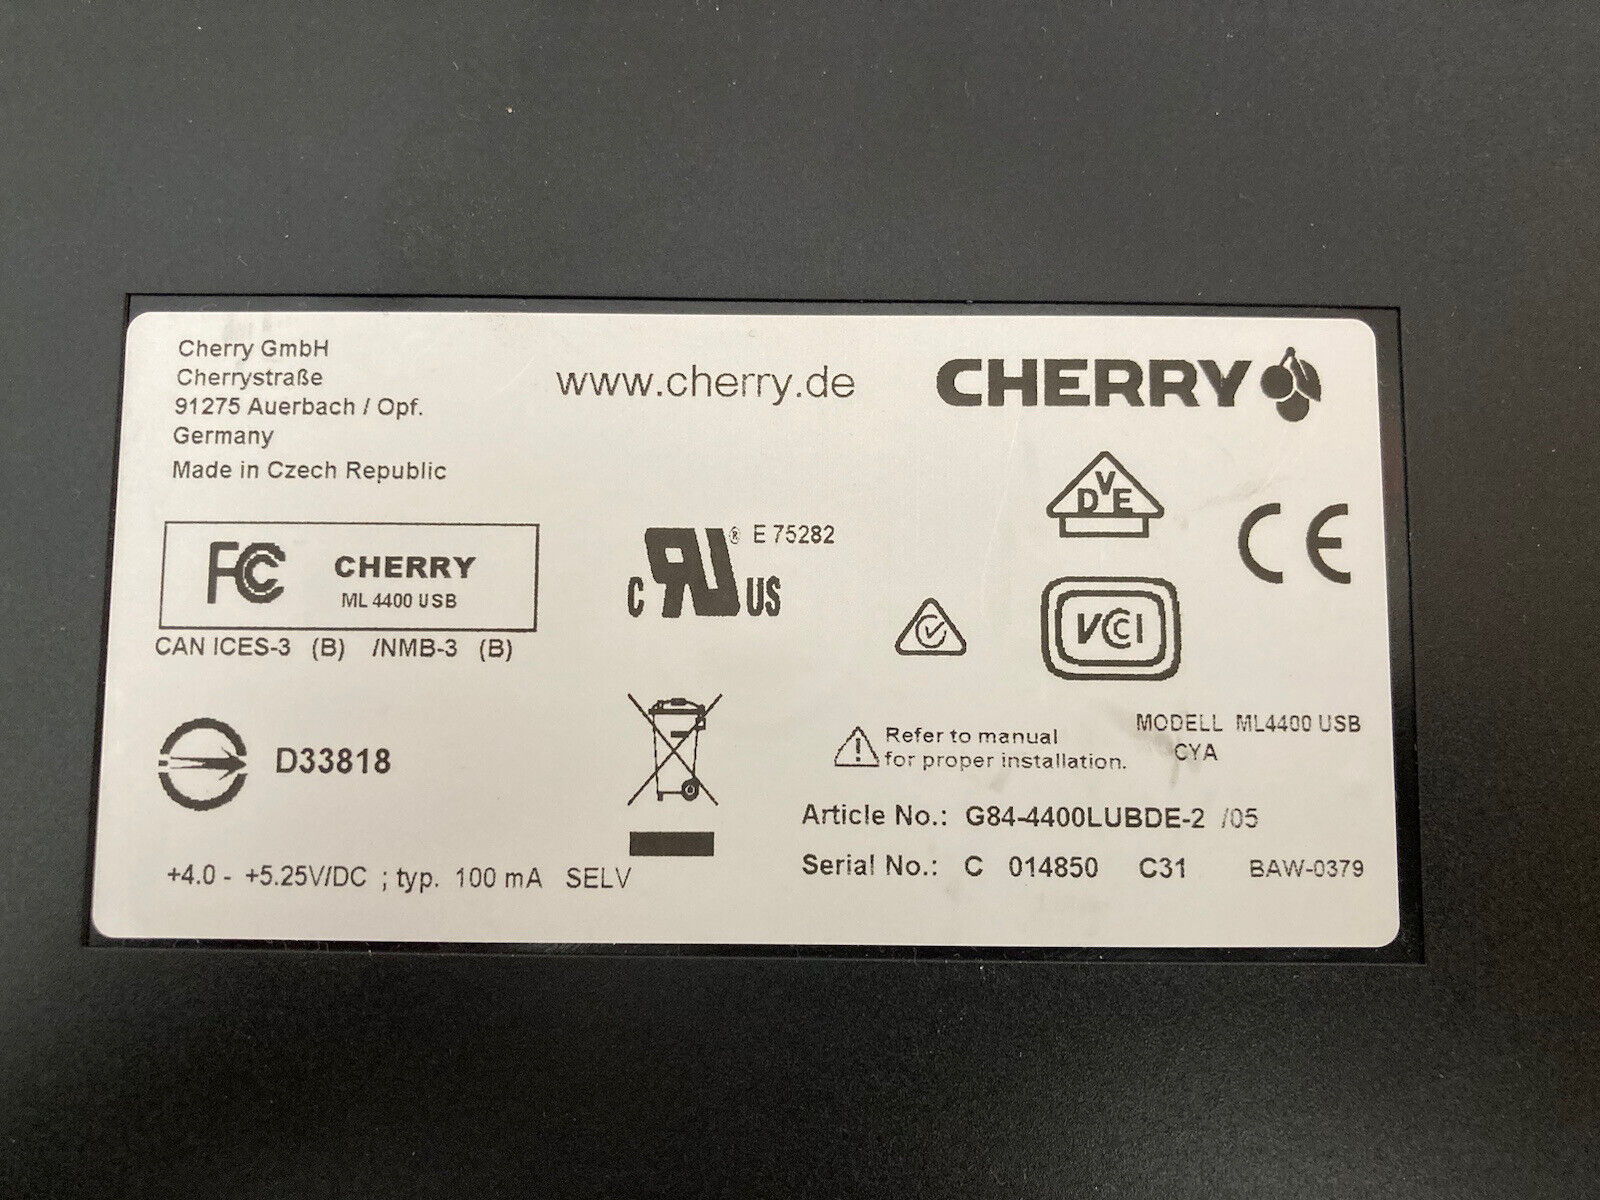 Cherry GmbH
Cherrystraße
91275 Auerbach / Opf.
Germany
Made in Czech Republic
www.cherry.de
CHERRY
FC CHERRY
ML 4400 USB
CAN ICES-3 (B) /NMB-3 (B)
D33818
+4.0 - +5.25V/DC ; typ. 100 mA SELV
® E 75282
C RU US
DVE
CE
VCCI
Refer to manual
for proper installation.
MODELL ML4400 USB
CYA
Article No.: G84-4400LUBDE-2 /05
Serial No.: C 014850 C31 BAW-0379